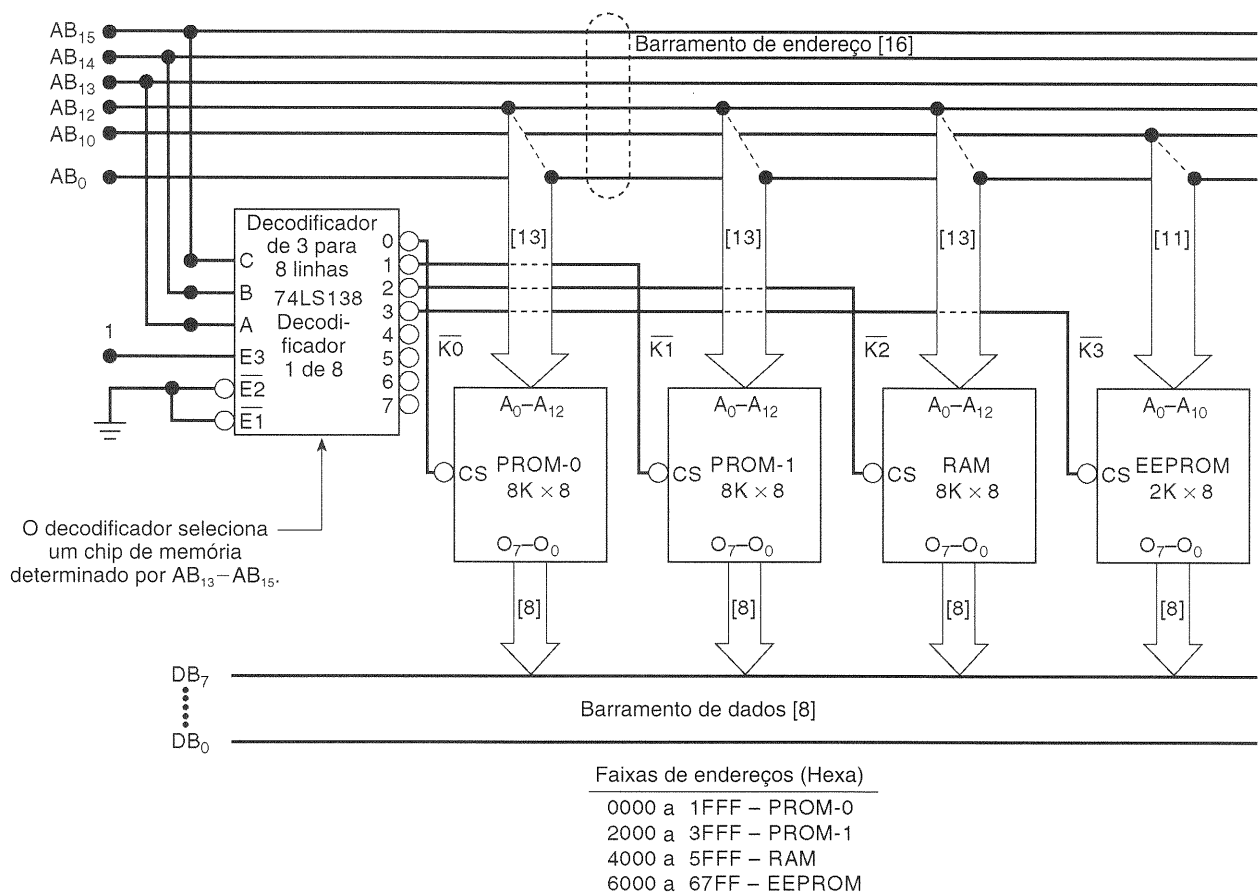 AB15
AB14
AB13
AB12
AB10
AB0
Barramento de endereço [16]
Decodificador
de 3 para
8 linhas
74LS138
Decodi-
ficador
1 de 8
C
B
A
1
E3
E2
E1
0
1
2
3
4
5
6
7
K0
K1
K2
K3
[13]
[13]
[13]
[11]
A0–A12
A0–A12
A0–A12
A0–A10
CS
PROM-0
8K × 8
CS
PROM-1
8K × 8
CS
RAM
8K × 8
CS
EEPROM
2K × 8
O7–O0
O7–O0
O7–O0
O7–O0
O decodificador seleciona
um chip de memória
determinado por AB13–AB15.
[8]
[8]
[8]
[8]
DB7
Barramento de dados [8]
DB0
Faixas de endereços (Hexa)
0000 a 1FFF – PROM-0
2000 a 3FFF – PROM-1
4000 a 5FFF – RAM
6000 a 67FF – EEPROM